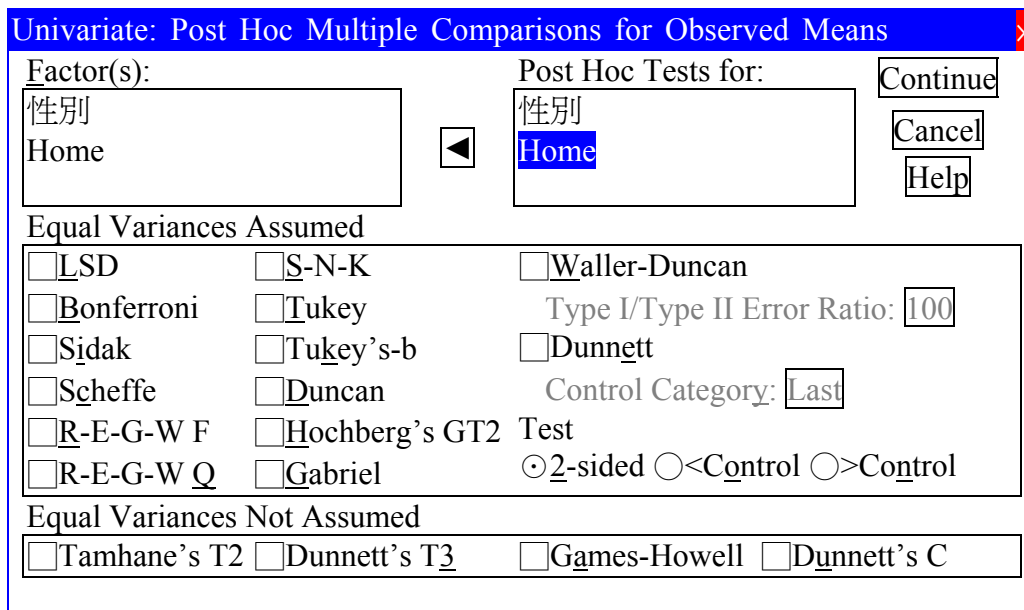 Univariate: Post Hoc Multiple Comparisons for Observed Means
Factor(s):
性別
Home
◄
Post Hoc Tests for:
性別
Home
Continue
Cancel
Help
Equal Variances Assumed
LSD S-N-K Waller-Duncan
Bonferroni Tukey Type I/Type II Error Ratio: 100
Sidak Tukey’s-b Dunnett
Scheffe Duncan Control Category: Last
R-E-G-W F Hochberg’s GT2 Test
R-E-G-W Q Gabriel 2-sided <Control >Control
Equal Variances Not Assumed
Tamhane’s T2 Dunnett’s T3 Games-Howell Dunnett’s C